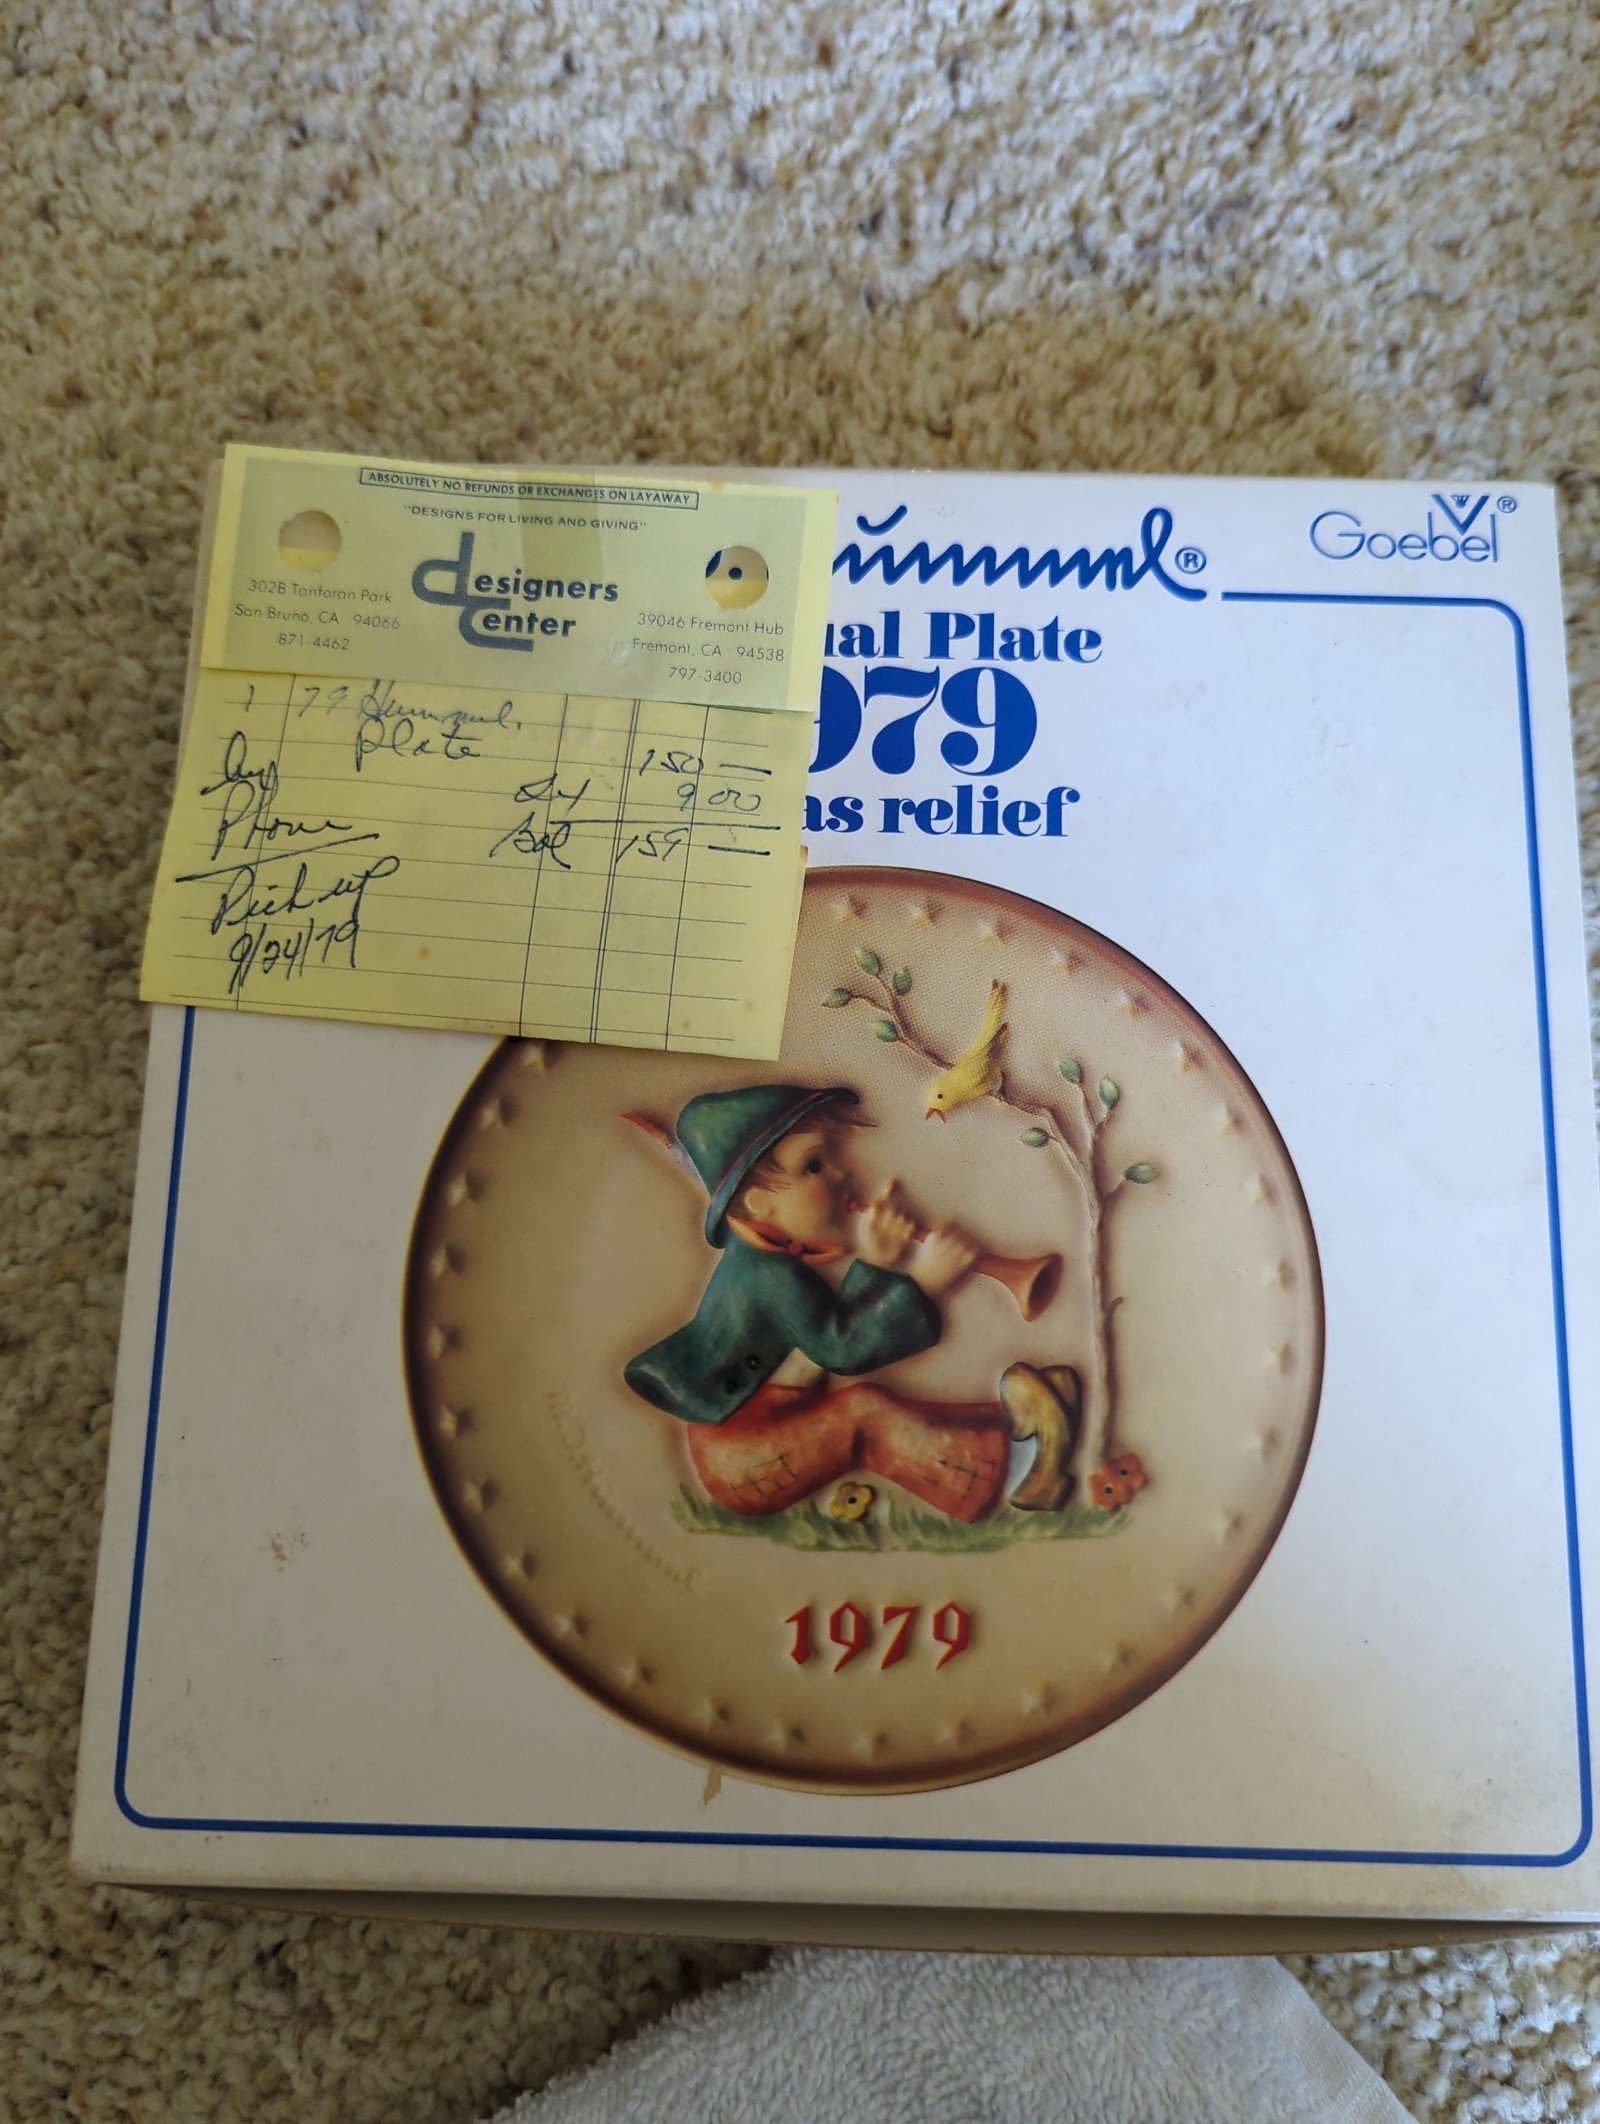 ABSOLUTELY NO REFUNDS OR EXCHANGES ON LAYAWAY
"DESIGNS FOR LIVING AND GIVING"
designers
Center
302B Tanforan Park
San Bruno, CA 94066
871-4462
39046 Fremont Hub
Fremont, CA 94538
797-3400
1 79 Hummel
Plate 150 —
9 00
Phone
Bal 159 —
Pick up
9/24/79
ummel®
Goebel®
ual Plate
979
as relief
M.J. Hummel
1979